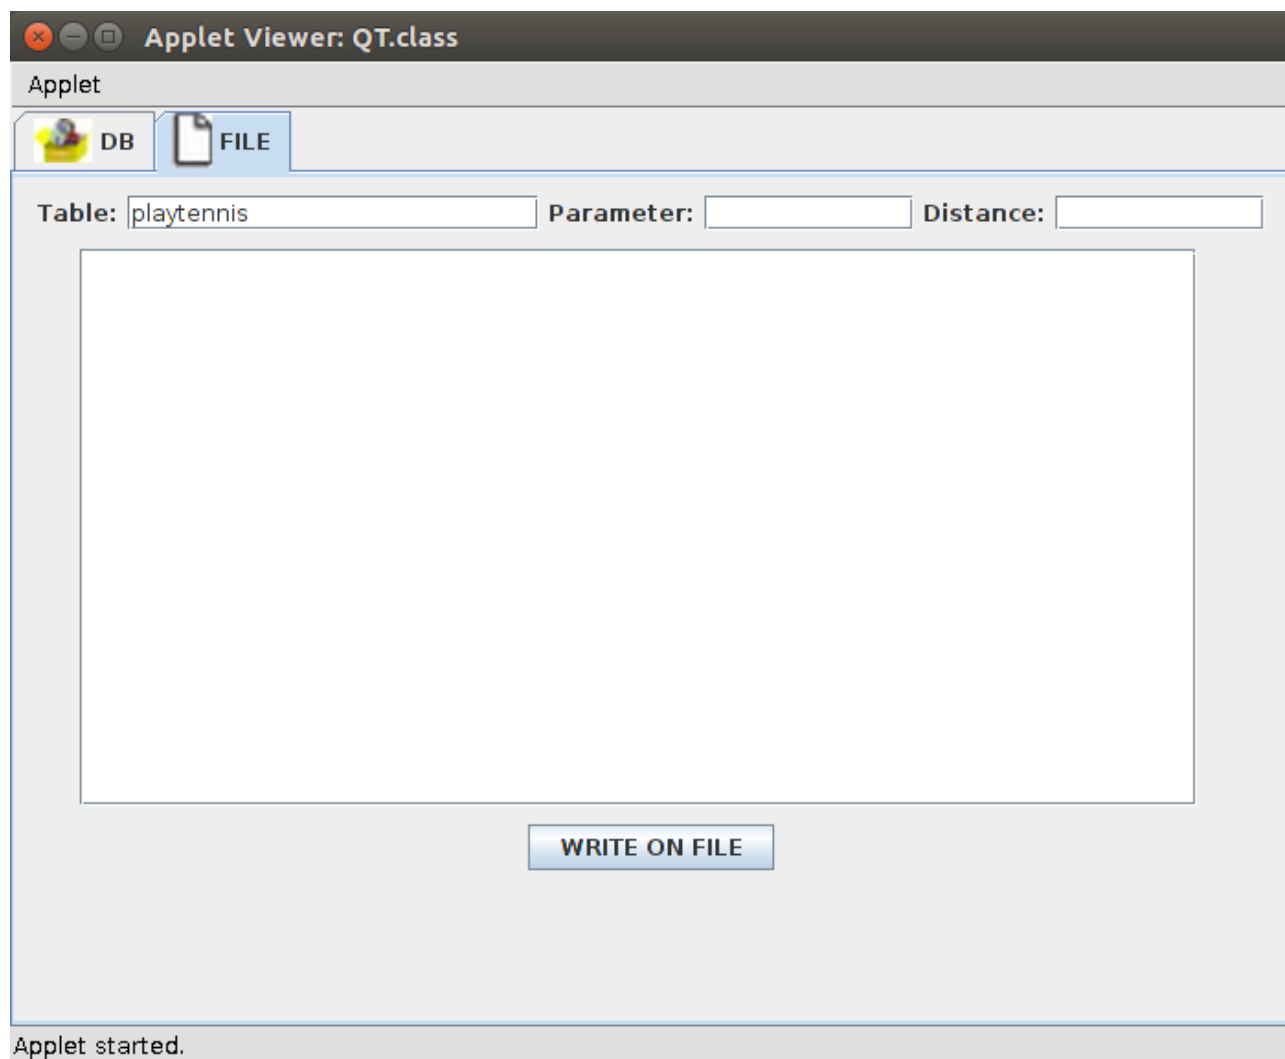 Applet Viewer: QT.class
Applet
DB FILE
Table: playtennis Parameter: Distance:
WRITE ON FILE
Applet started.